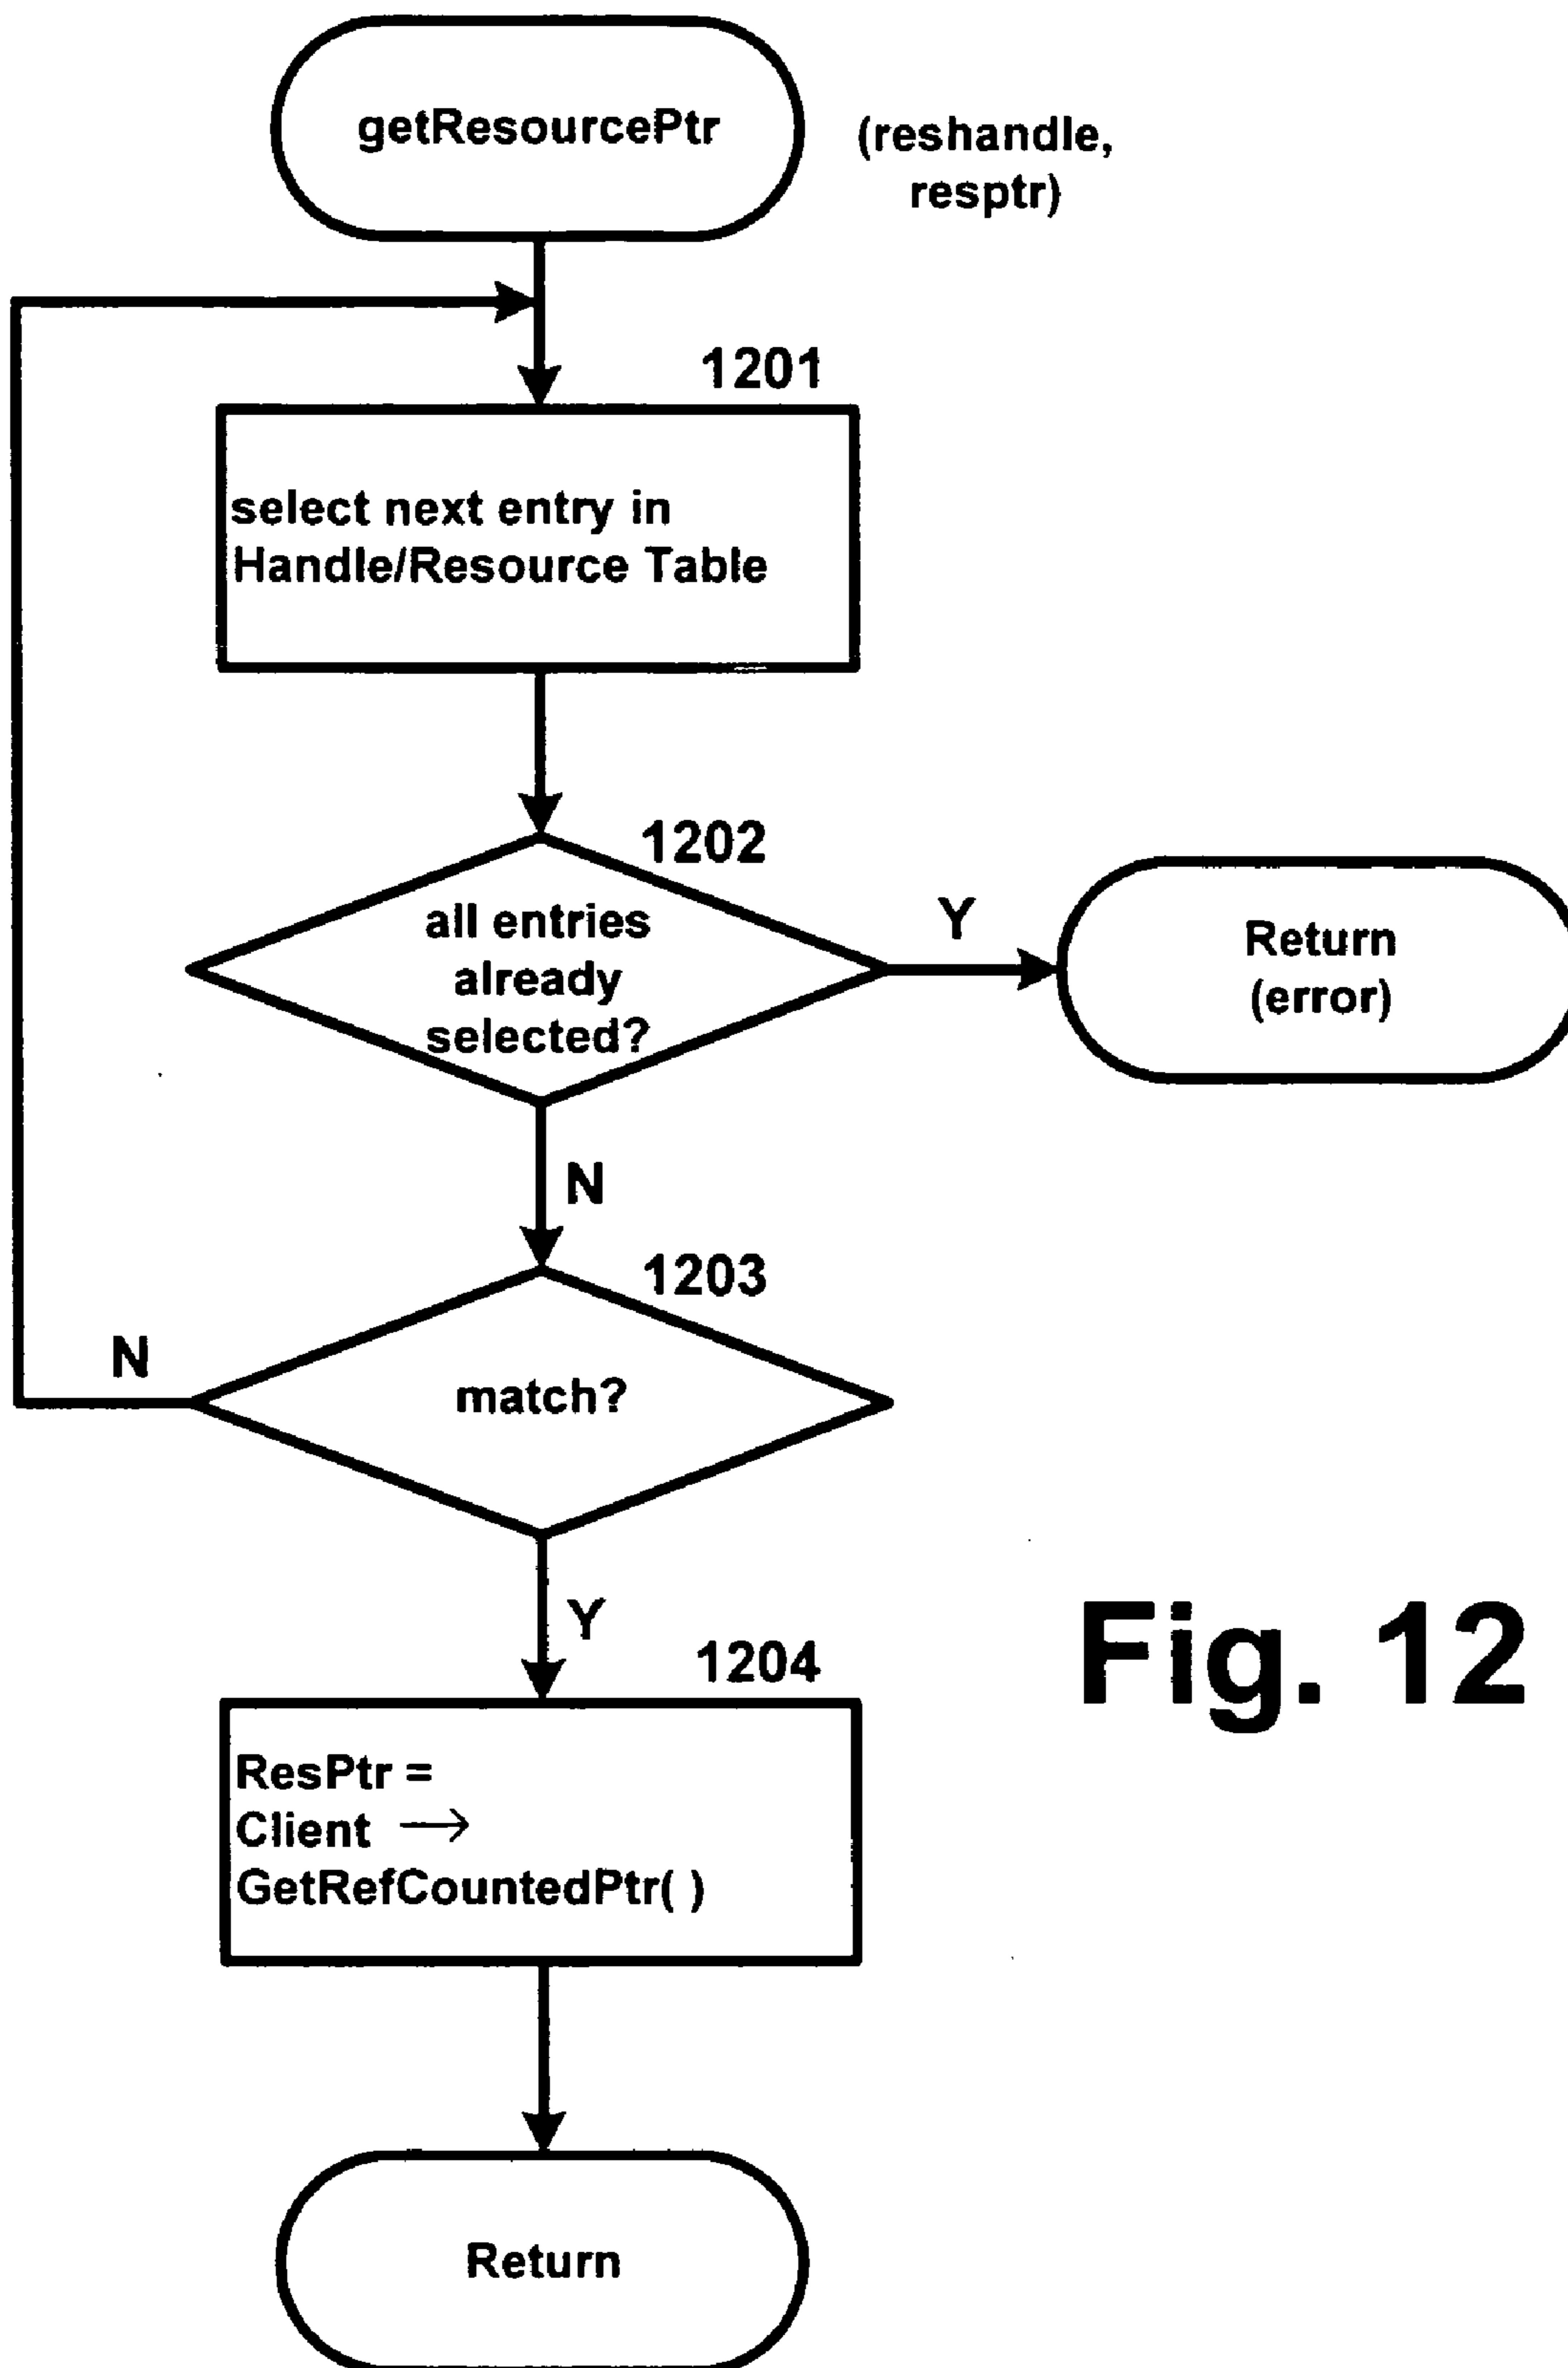 getResourcePtr
(reshandle,
resptr)
1201
select next entry in
Handle/Resource Table
1202
all entries
already
selected?
Y
Return
(error)
N
1203
match?
N
Y
1204
ResPtr =
Client →
GetRefCountedPtr( )
Return
Fig. 12